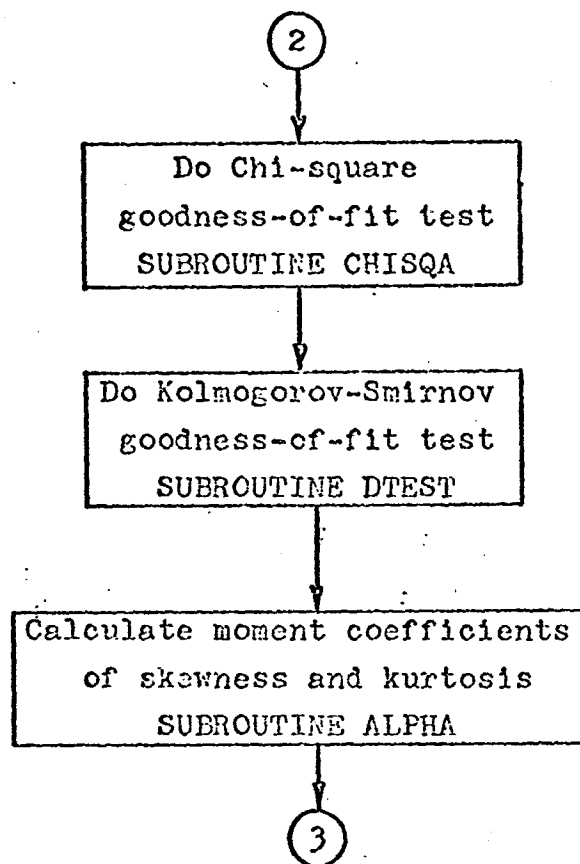 2
Do Chi-square
goodness-of-fit test
SUBROUTINE CHISQA
Do Kolmogorov-Smirnov
goodness-of-fit test
SUBROUTINE DTEST
Calculate moment coefficients
of skewness and kurtosis
SUBROUTINE ALPHA
3